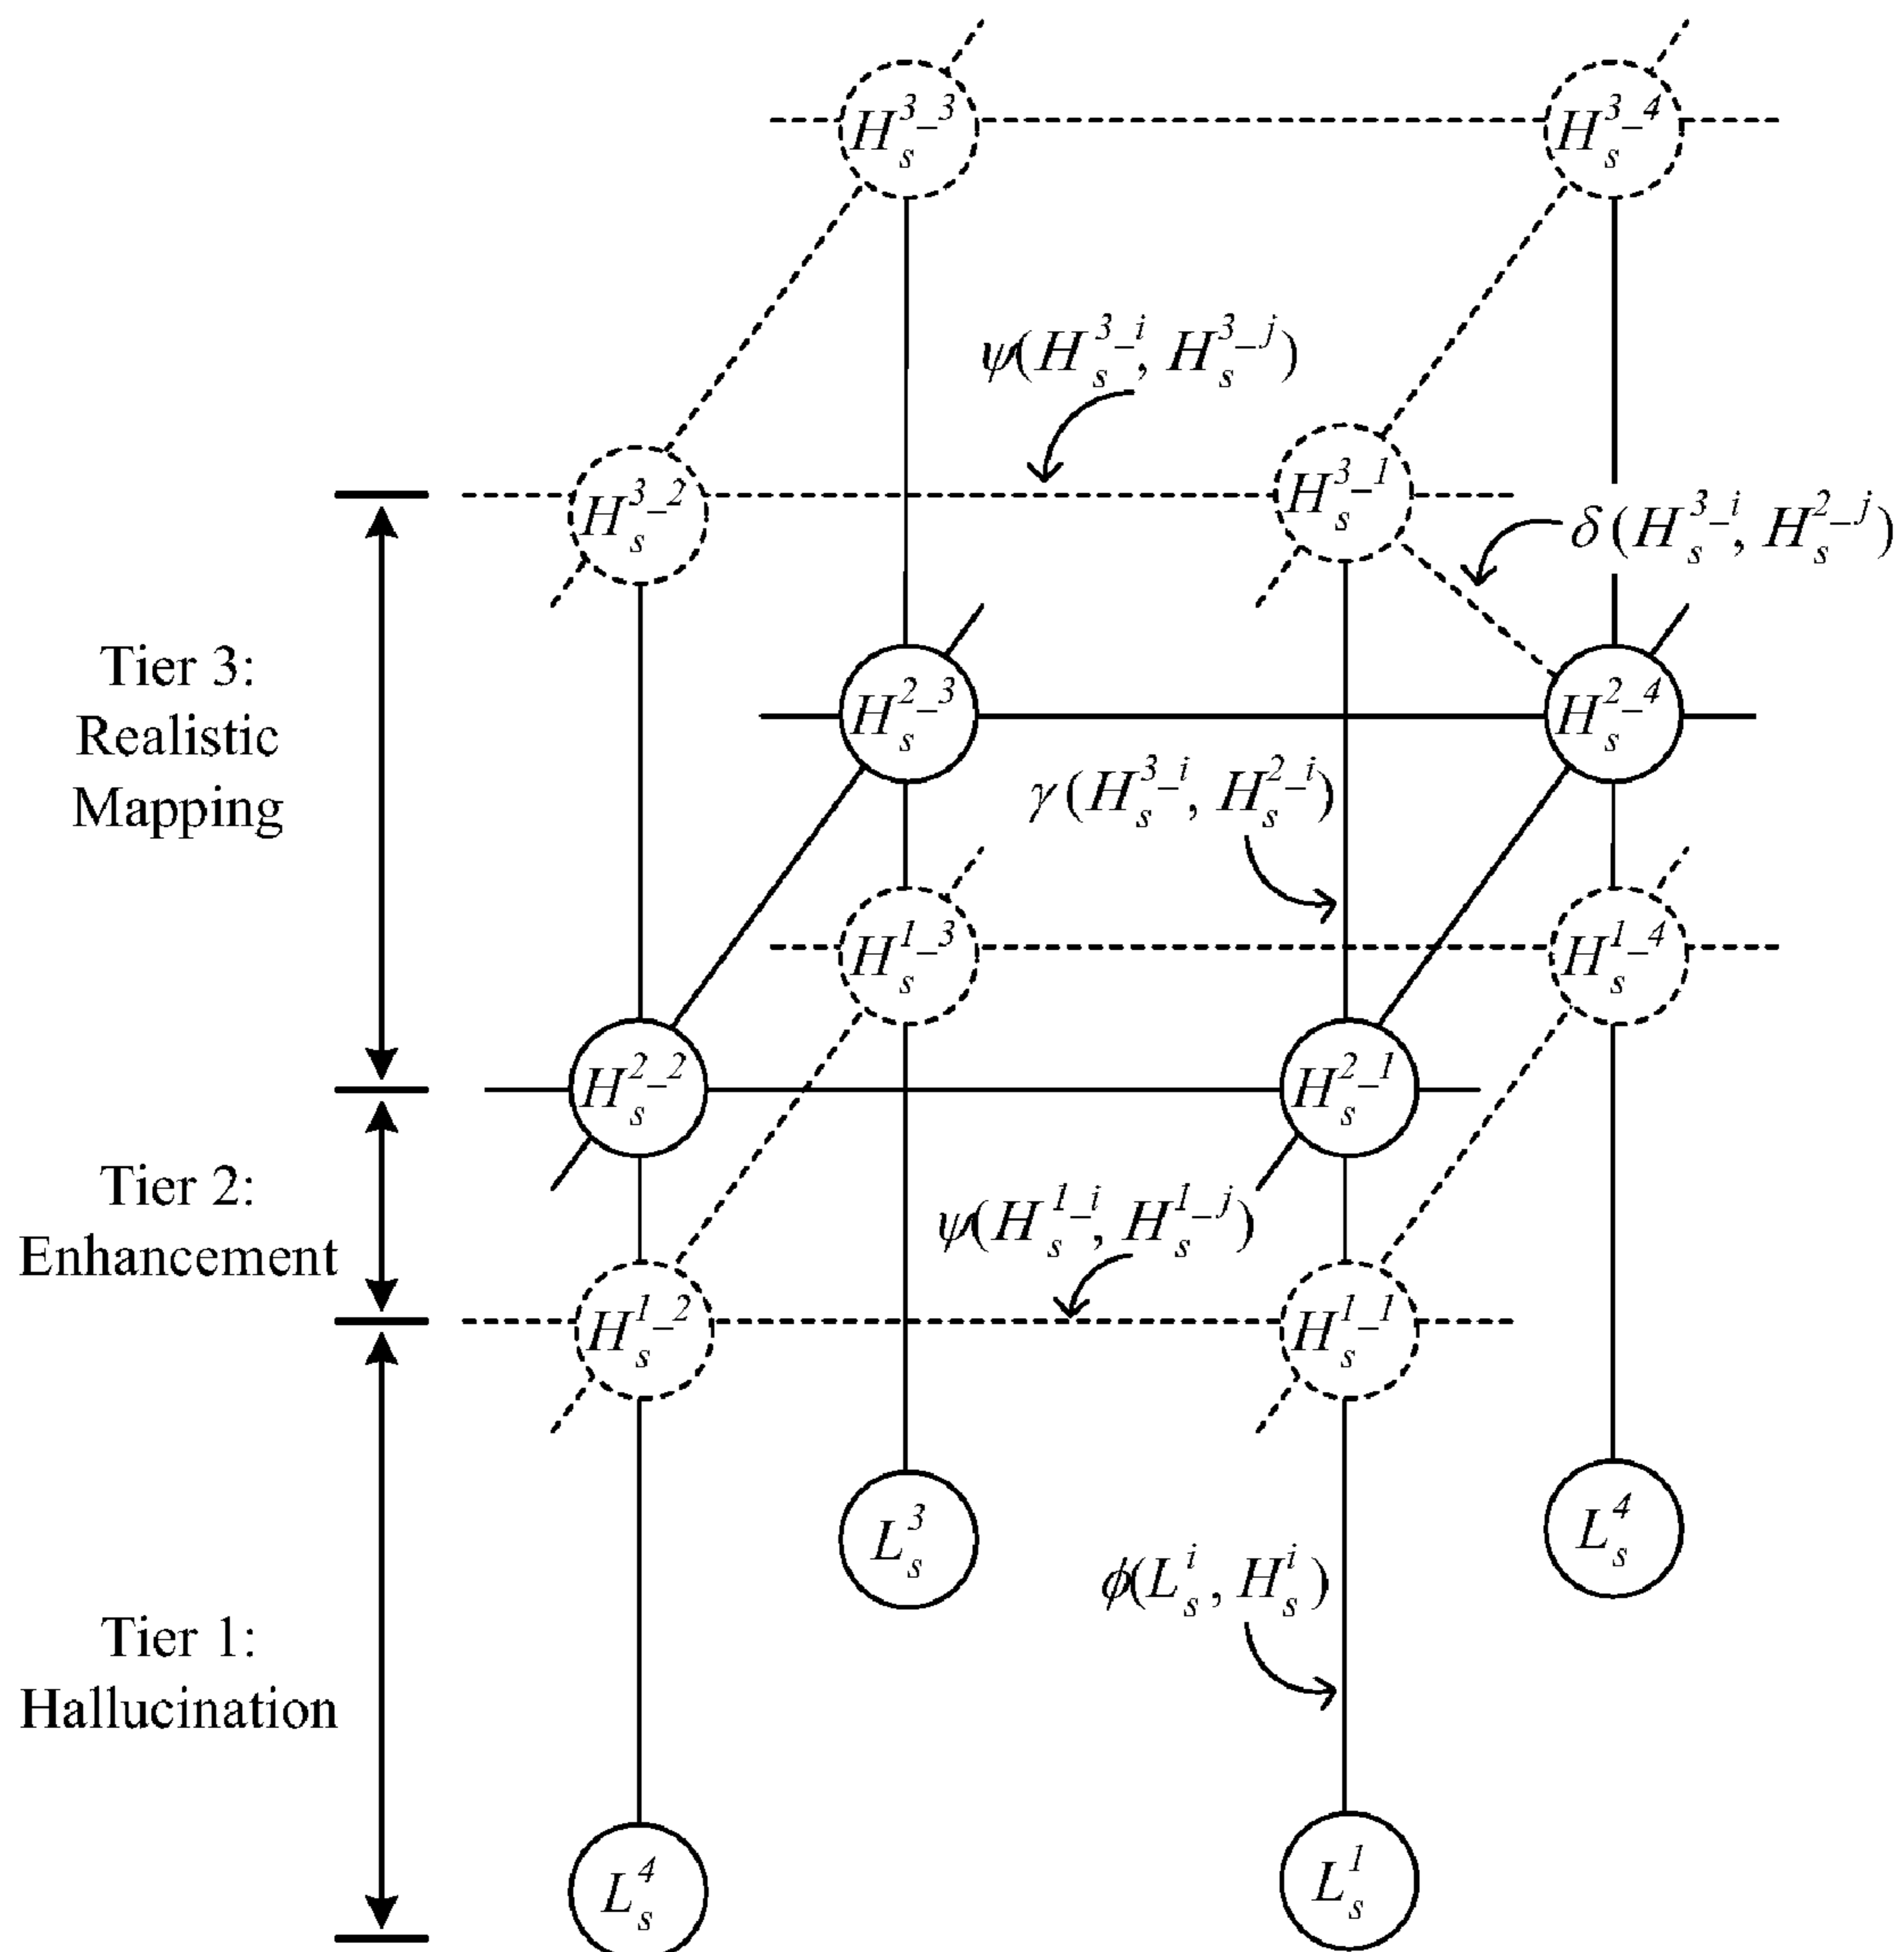 H_s^{3_3}
H_s^{3_4}
ψ(H_s^{3_i}, H_s^{3_j})
H_s^{3_2}
H_s^{3_1}
δ(H_s^{3_i}, H_s^{2_j})
Tier 3:
Realistic
Mapping
H_s^{2_3}
H_s^{2_4}
γ(H_s^{3_i}, H_s^{2_i})
H_s^{1_3}
H_s^{1_4}
H_s^{2_2}
H_s^{2_1}
Tier 2:
Enhancement
ψ(H_s^{1_i}, H_s^{1_j})
H_s^{1_2}
H_s^{1_1}
L_s^3
L_s^4
ϕ(L_s^i, H_s^i)
Tier 1:
Hallucination
L_s^4
L_s^1